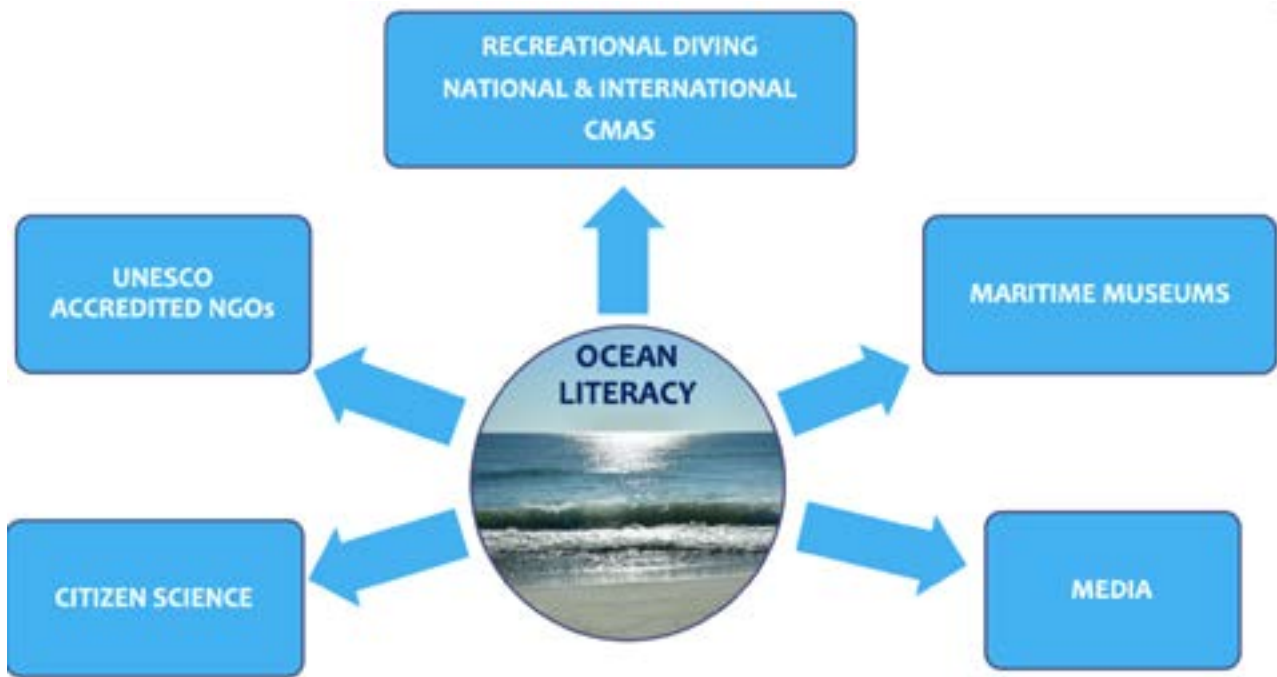 RECREATIONAL DIVING
NATIONAL & INTERNATIONAL
CMAS
UNESCO
ACCREDITED NGOs
MARITIME MUSEUMS
OCEAN
LITERACY
CITIZEN SCIENCE
MEDIA